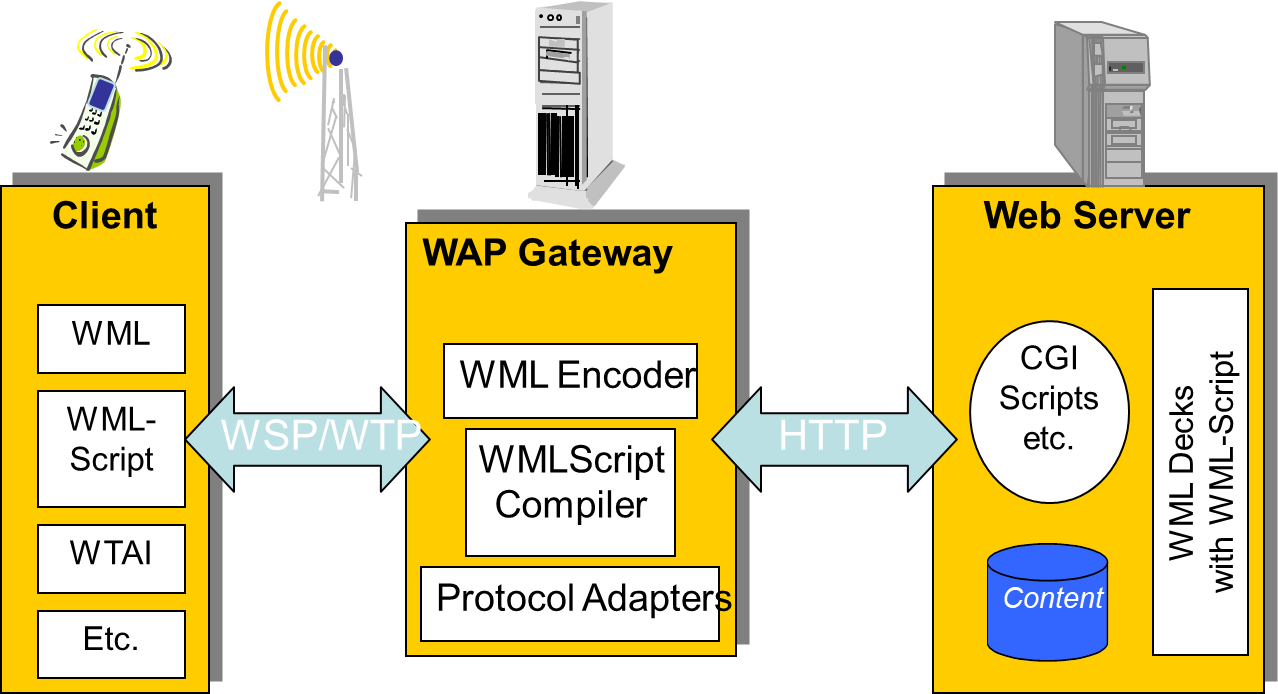 Client
WML
WML-
Script
WTAI
Etc.
WSP/WTP
WAP Gateway
WML Encoder
WMLScript
Compiler
Protocol Adapters
HTTP
Web Server
CGI
Scripts
etc.
Content
WML Decks
with WML-Script